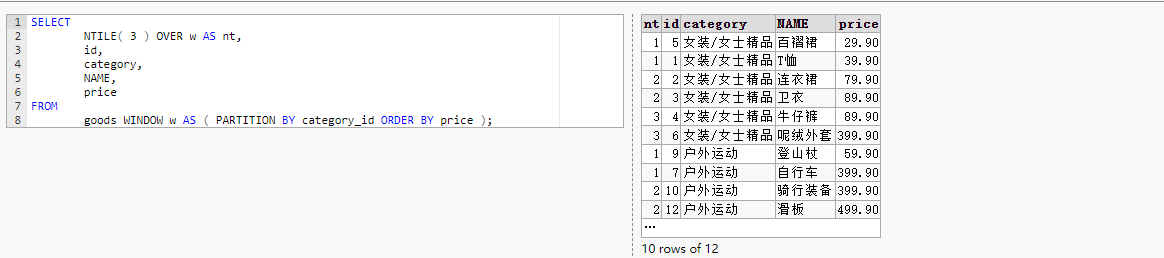 1 SELECT
2 NTILE( 3 ) OVER w AS nt,
3 id,
4 category,
5 NAME,
6 price
7 FROM
8 goods WINDOW w AS ( PARTITION BY category_id ORDER BY price );
nt id category NAME price
1 5 女装/女士精品 百褶裙 29.90
1 1 女装/女士精品 T恤 39.90
2 2 女装/女士精品 连衣裙 79.90
2 3 女装/女士精品 卫衣 89.90
3 4 女装/女士精品 牛仔裤 89.90
3 6 女装/女士精品 呢绒外套 399.90
1 9 户外运动 登山杖 59.90
1 7 户外运动 自行车 399.90
2 10 户外运动 骑行装备 399.90
2 12 户外运动 滑板 499.90
...
10 rows of 12